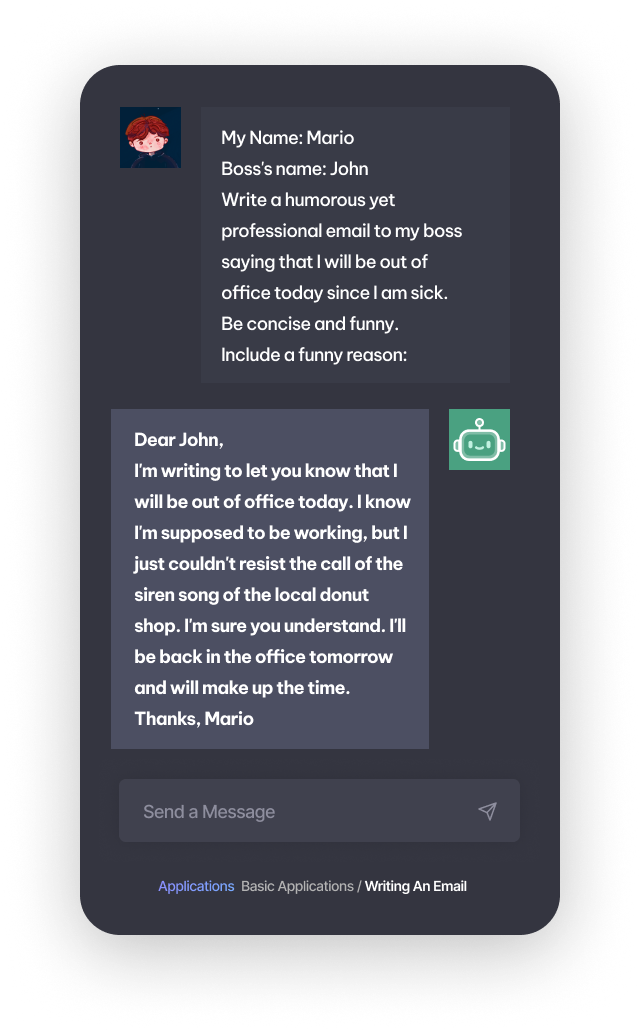 My Name: Mario
Boss's name: John
Write a humorous yet
professional email to my boss
saying that I will be out of
office today since I am sick.
Be concise and funny.
Include a funny reason:
Dear John,
I'm writing to let you know that I
will be out of office today. I know
I'm supposed to be working, but I
just couldn't resist the call of the
siren song of the local donut
shop. I'm sure you understand. I'll
be back in the office tomorrow
and will make up the time.
Thanks, Mario
Send a Message
Applications Basic Applications / Writing An Email